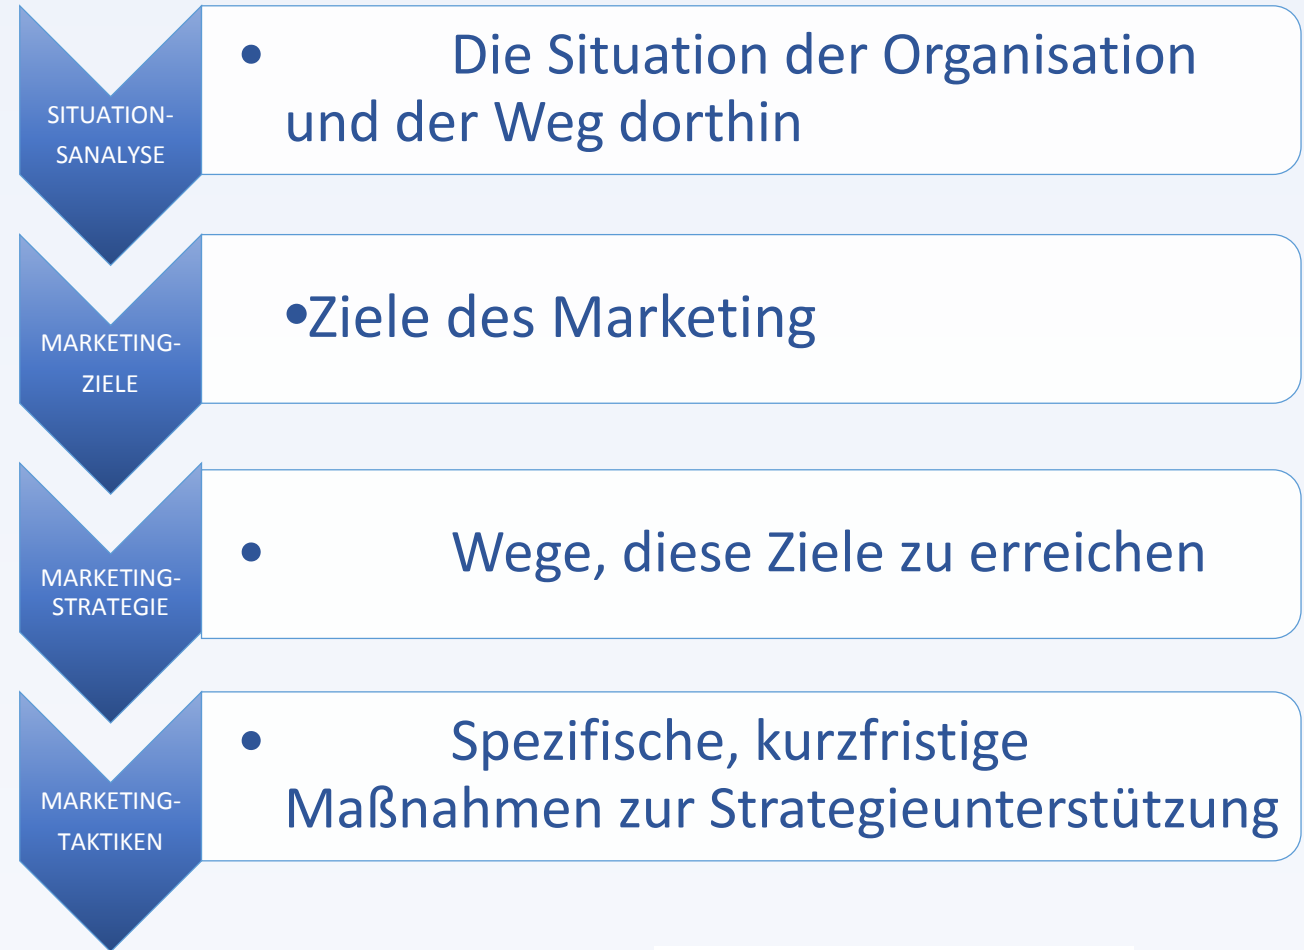 SITUATION-
SANALYSE
• Die Situation der Organisation
und der Weg dorthin
MARKETING-
ZIELE
•Ziele des Marketing
MARKETING-
STRATEGIE
• Wege, diese Ziele zu erreichen
MARKETING-
TAKTIKEN
• Spezifische, kurzfristige
Maßnahmen zur Strategieunterstützung